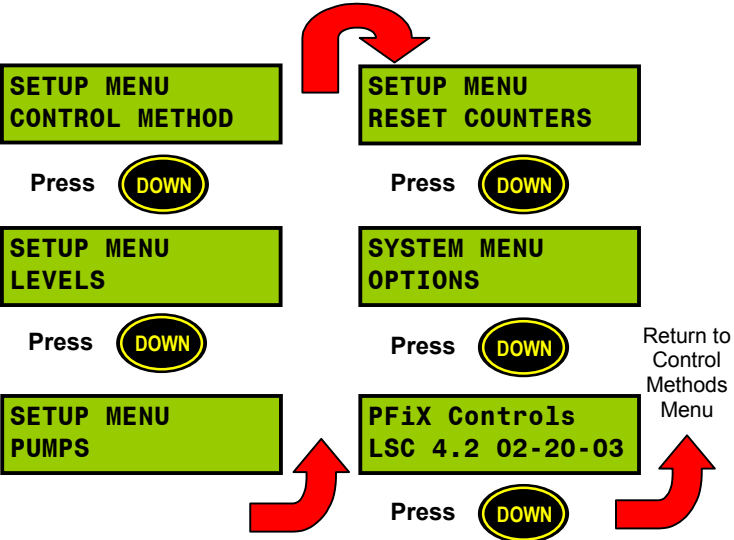 SETUP MENU
CONTROL METHOD
Press DOWN
SETUP MENU
LEVELS
Press DOWN
SETUP MENU
PUMPS
SETUP MENU
RESET COUNTERS
Press DOWN
SYSTEM MENU
OPTIONS
Press DOWN
PFiX Controls
LSC 4.2 02-20-03
Press DOWN
Return to
Control
Methods
Menu